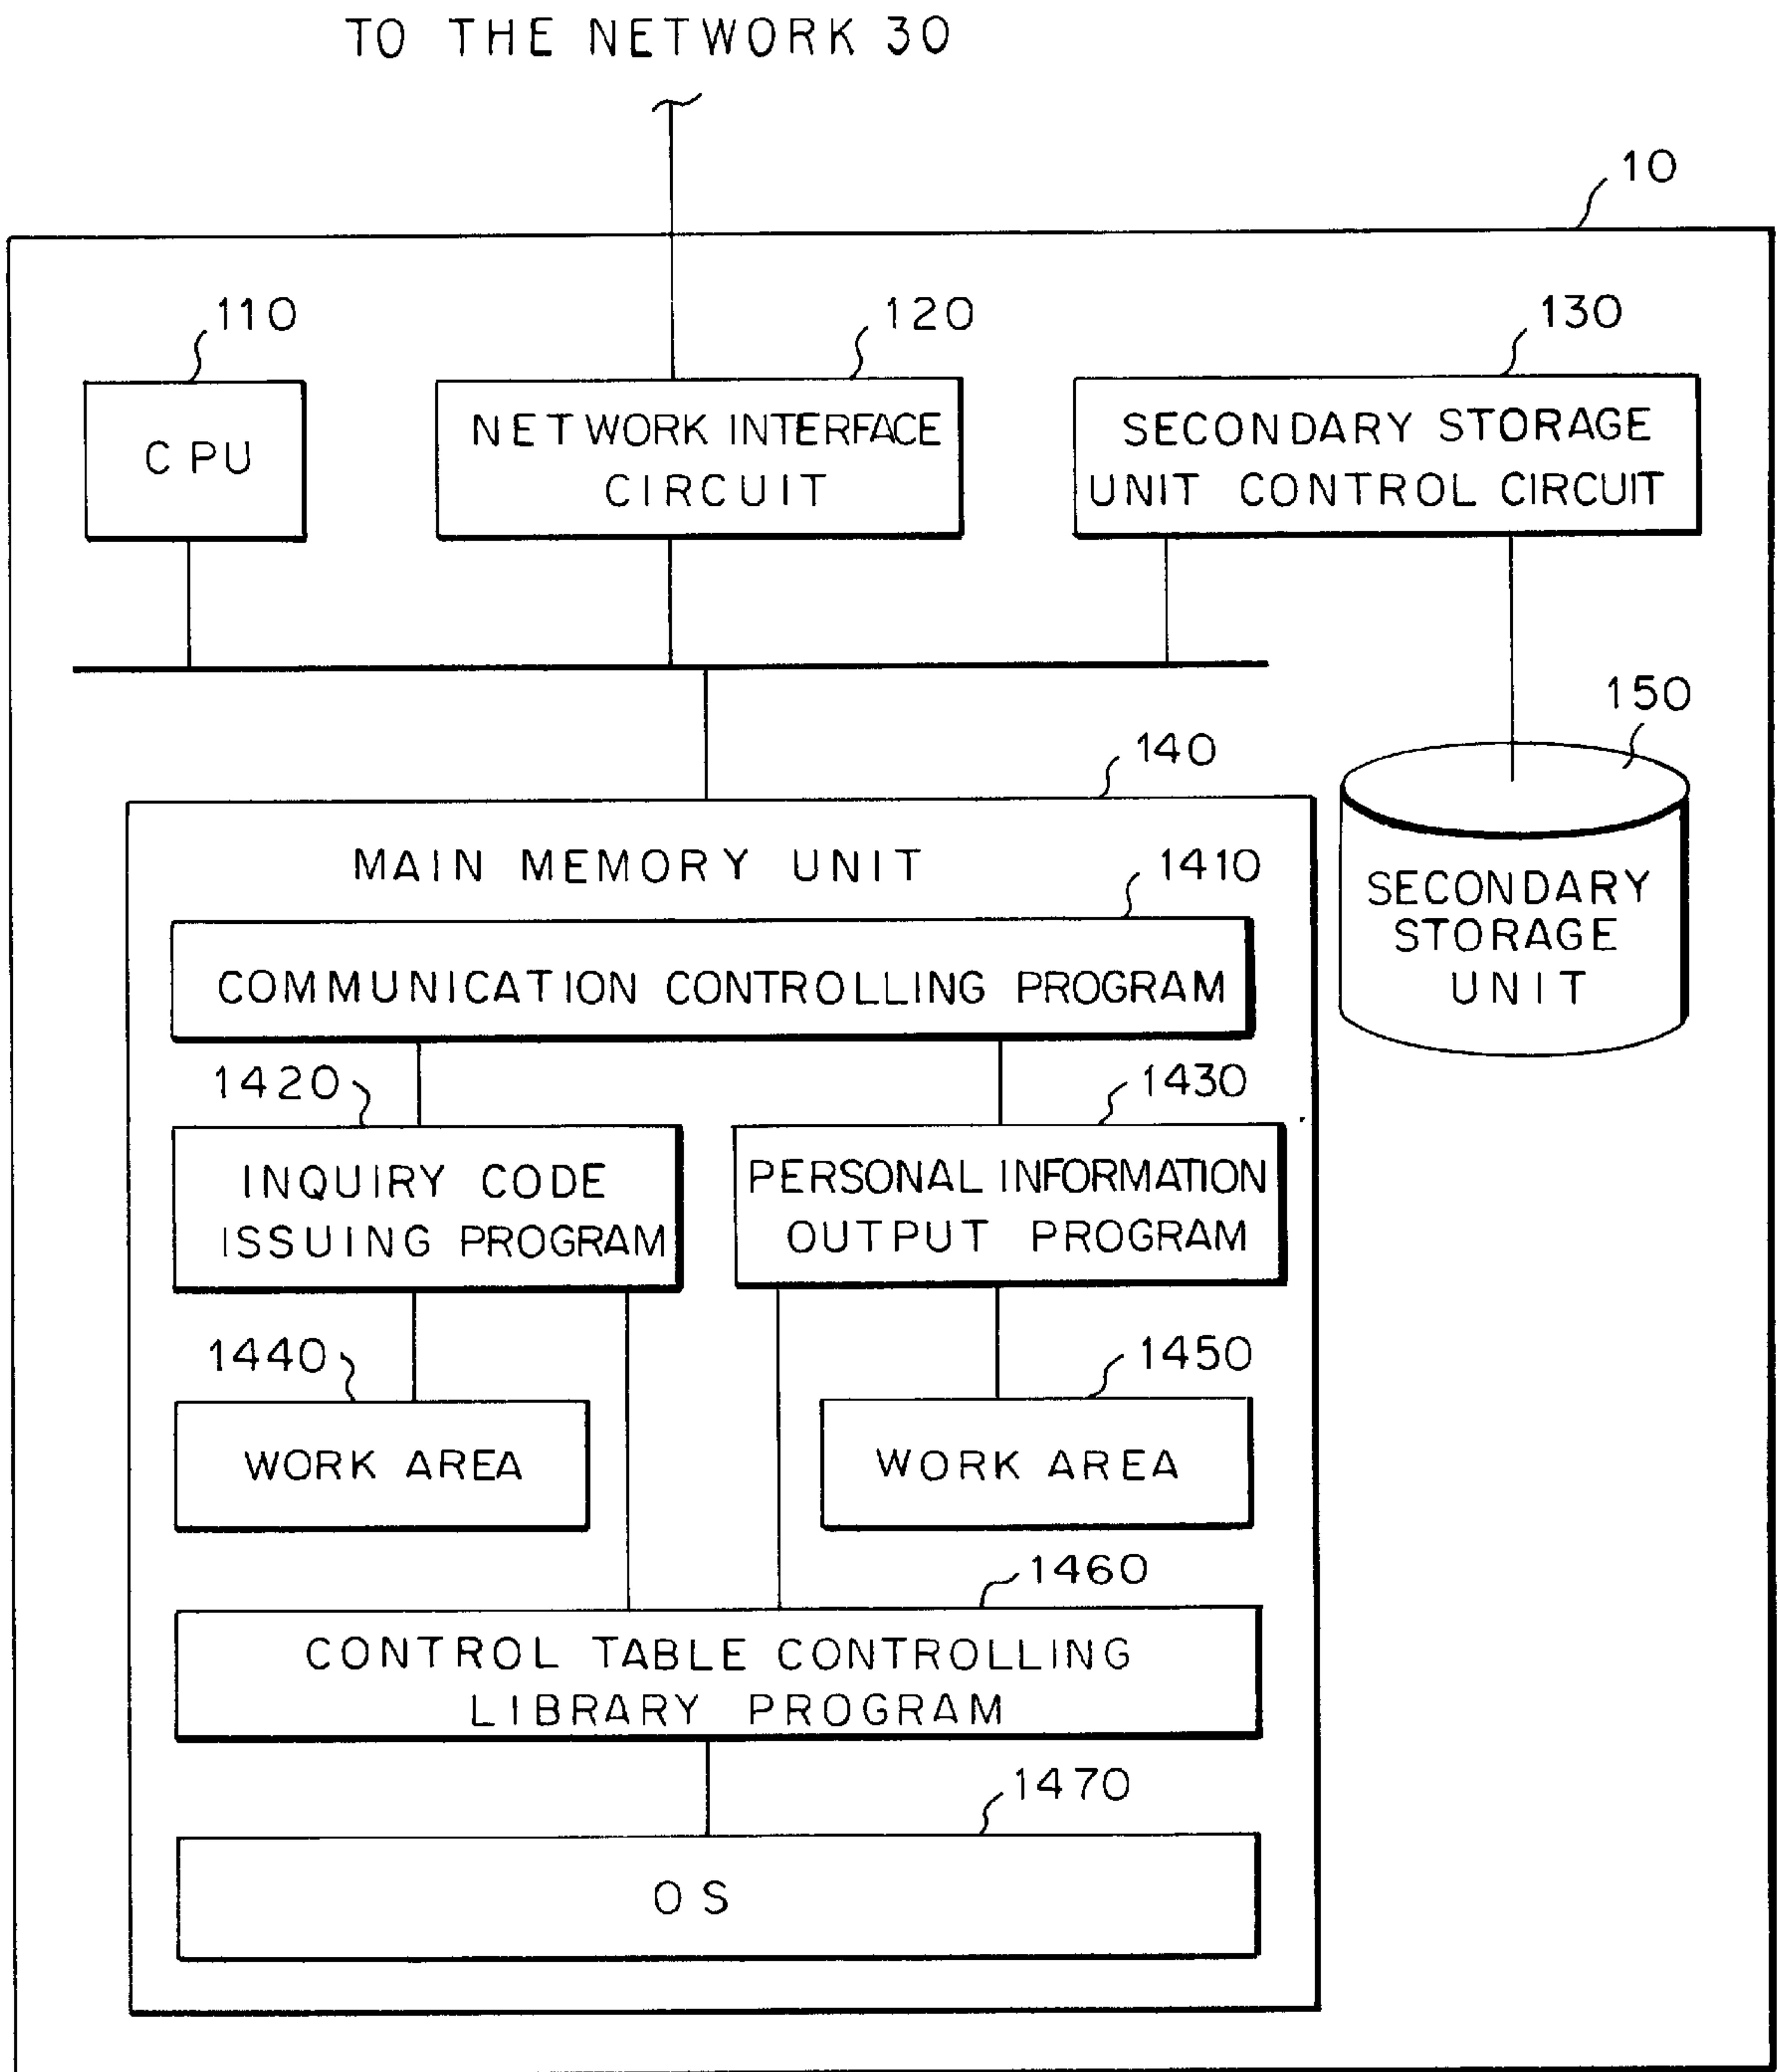 TO THE NETWORK 30
10
110
120
130
CPU
NETWORK INTERFACE
CIRCUIT
SECONDARY STORAGE
UNIT CONTROL CIRCUIT
150
140
MAIN MEMORY UNIT
1410
SECONDARY
STORAGE
UNIT
COMMUNICATION CONTROLLING PROGRAM
1420
1430
INQUIRY CODE
ISSUING PROGRAM
PERSONAL INFORMATION
OUTPUT PROGRAM
1440
1450
WORK AREA
WORK AREA
1460
CONTROL TABLE CONTROLLING
LIBRARY PROGRAM
1470
OS